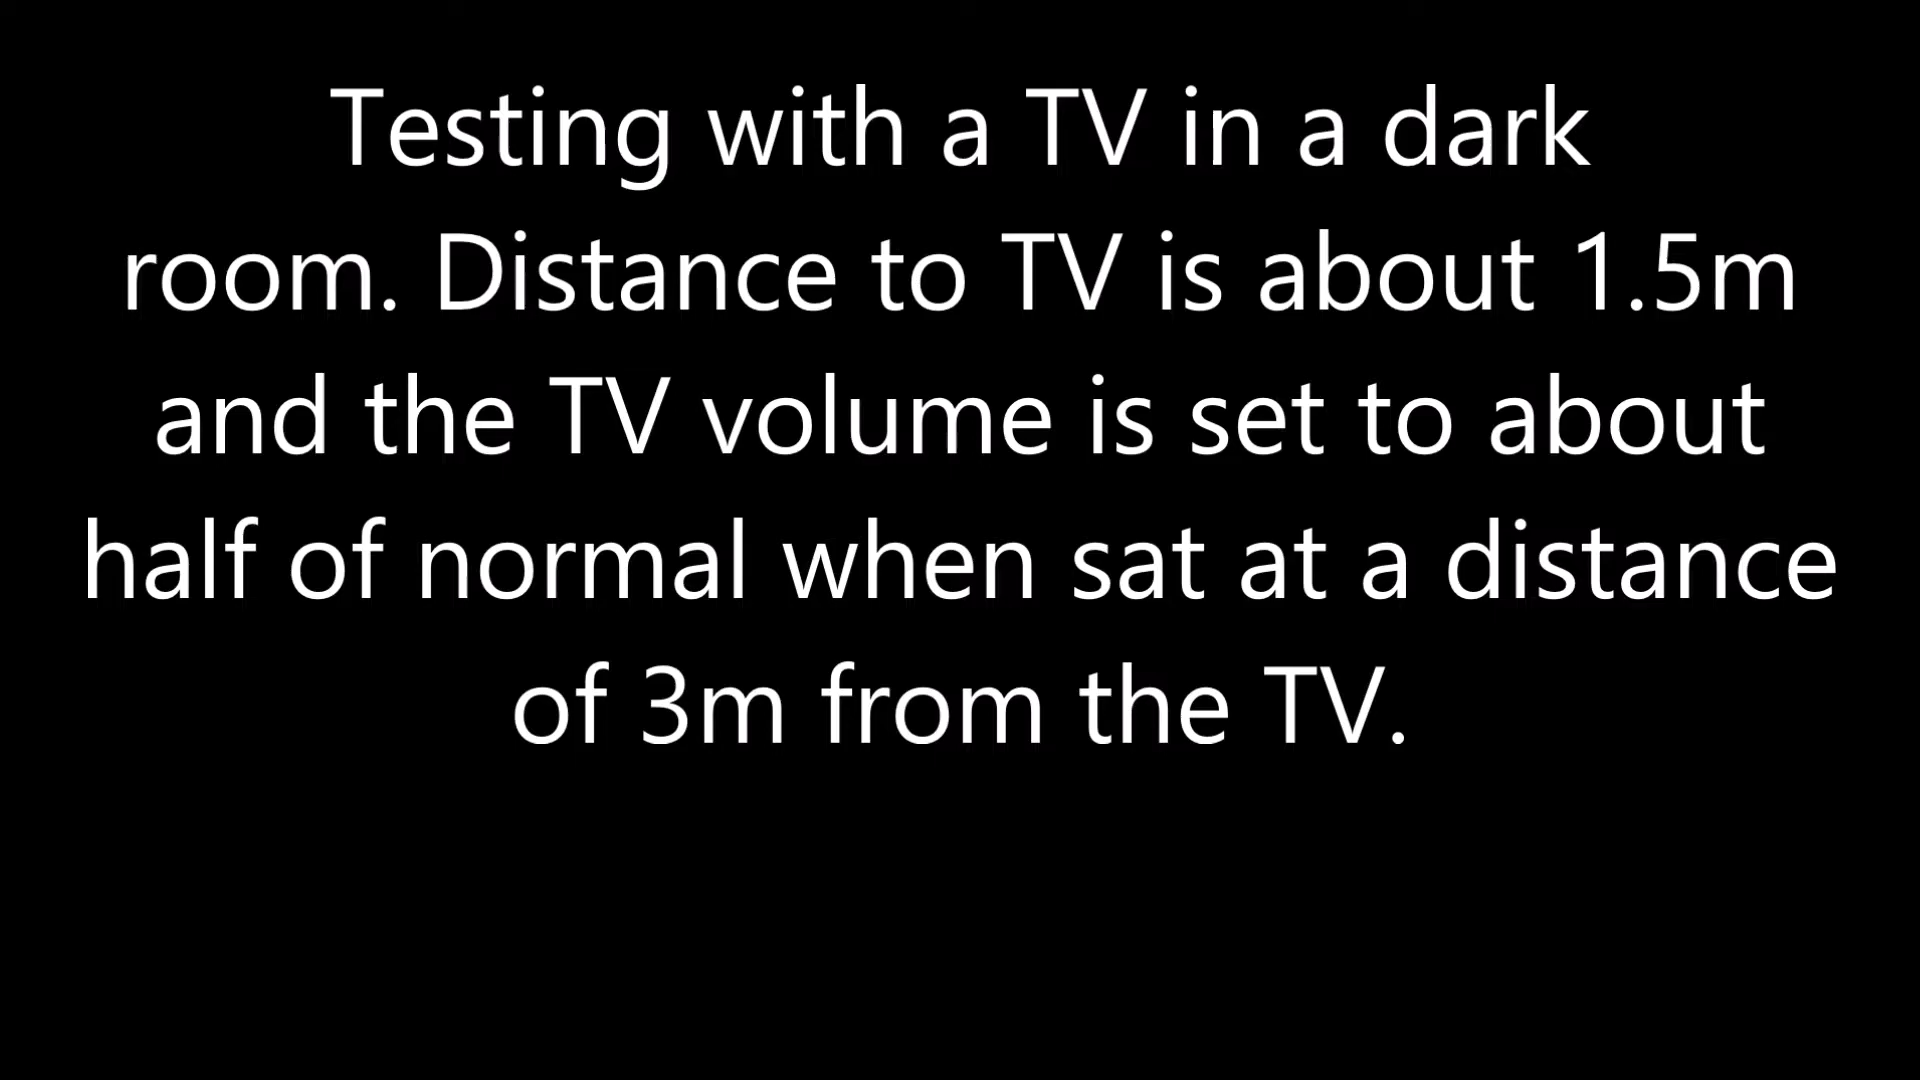 Testing with a TV in a dark
room. Distance to TV is about 1.5m
and the TV volume is set to about
half of normal when sat at a distance
of 3m from the TV.